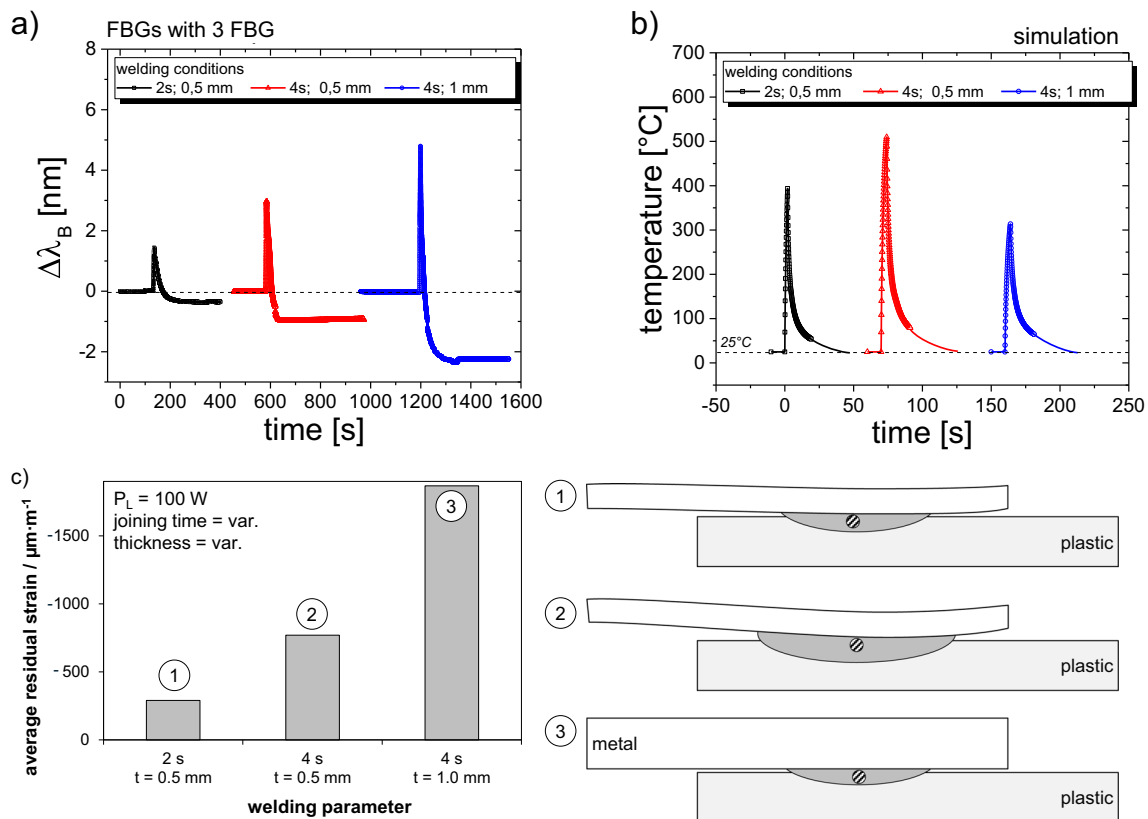 a)
FBGs with 3 FBG
welding conditions
2s; 0,5 mm
4s; 0,5 mm
4s; 1 mm
8
6
4
2
0
-2
ΔλB [nm]
0 200 400 600 800 1000 1200 1400 1600
time [s]
b)
simulation
welding conditions
2s; 0,5 mm
4s; 0,5 mm
4s; 1 mm
700
600
500
400
300
200
100
0
temperature [°C]
25°C
-50 0 50 100 150 200 250
time [s]
c)
PL = 100 W
joining time = var.
thickness = var.
-1500
-1000
-500
0
average residual strain / µm·m-1
1
2
3
2 s
t = 0.5 mm
4 s
t = 0.5 mm
4 s
t = 1.0 mm
welding parameter
1
plastic
2
plastic
3
metal
plastic